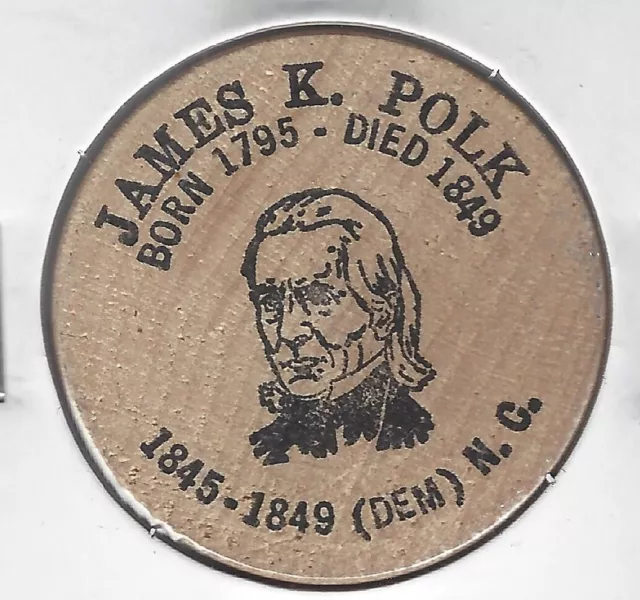 JAMES K. POLK
BORN 1795 - DIED 1849
1845-1849 (DEM) N. C.